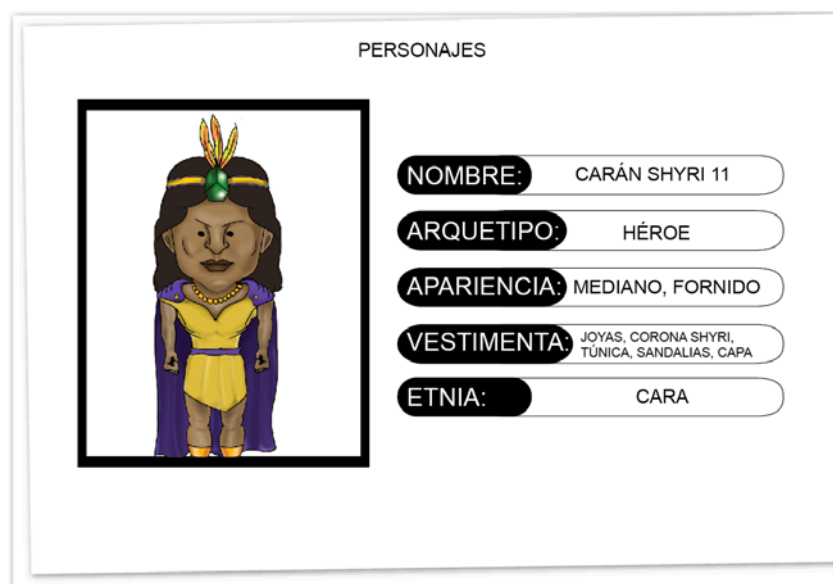 PERSONAJES
NOMBRE: CARÁN SHYRI 11
ARQUETIPO: HÉROE
APARIENCIA: MEDIANO, FORNIDO
VESTIMENTA: JOYAS, CORONA SHYRI,
TÚNICA, SANDALIAS, CAPA
ETNIA: CARA